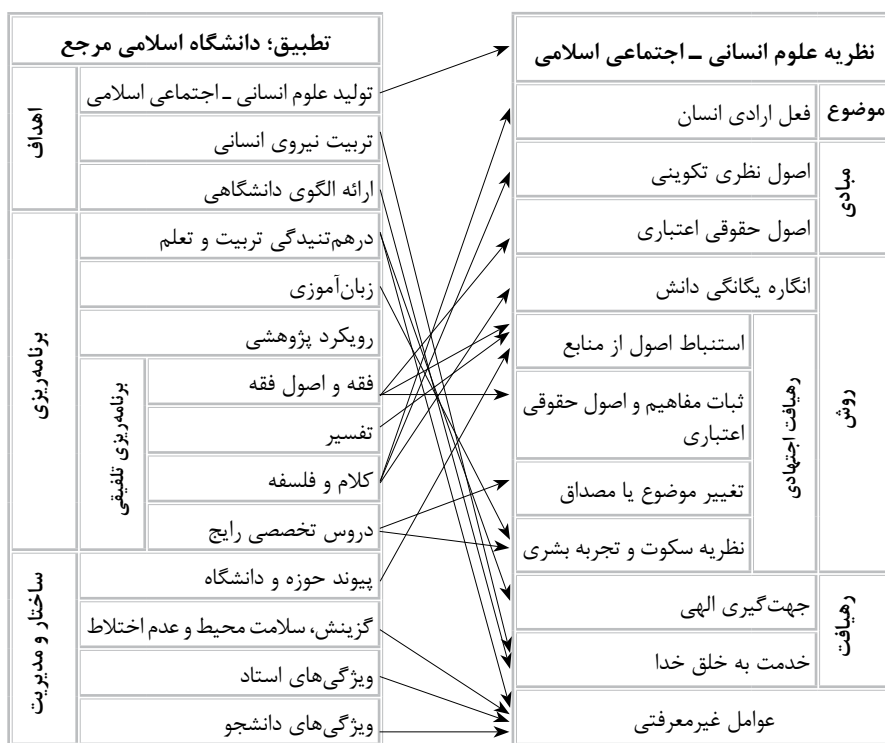 نظریه علوم انسانی ــ اجتماعی اسلامی
موضوع
فعل ارادی انسان
مبادی
اصول نظری تکوینی
اصول حقوقی اعتباری
روش
انگاره یگانگی دانش
رهیافت اجتهادی
استنباط اصول از منابع
ثبات مفاهیم و اصول حقوقی
اعتباری
تغییر موضوع یا مصداق
نظریه سکوت و تجربه بشری
رهیافت
جهت‌گیری الهی
خدمت به خلق خدا
عوامل غیرمعرفتی
تطبیق؛ دانشگاه اسلامی مرجع
اهداف
تولید علوم انسانی ــ اجتماعی اسلامی
تربیت نیروی انسانی
ارائه الگوی دانشگاهی
برنامه‌ریزی
درهم‌تنیدگی تربیت و تعلم
زبان‌آموزی
رویکرد پژوهشی
برنامه‌ریزی تلفیقی
فقه و اصول فقه
تفسیر
کلام و فلسفه
دروس تخصصی رایج
ساختار و مدیریت
پیوند حوزه و دانشگاه
گزینش، سلامت محیط و عدم اختلاط
ویژگی‌های استاد
ویژگی‌های دانشجو